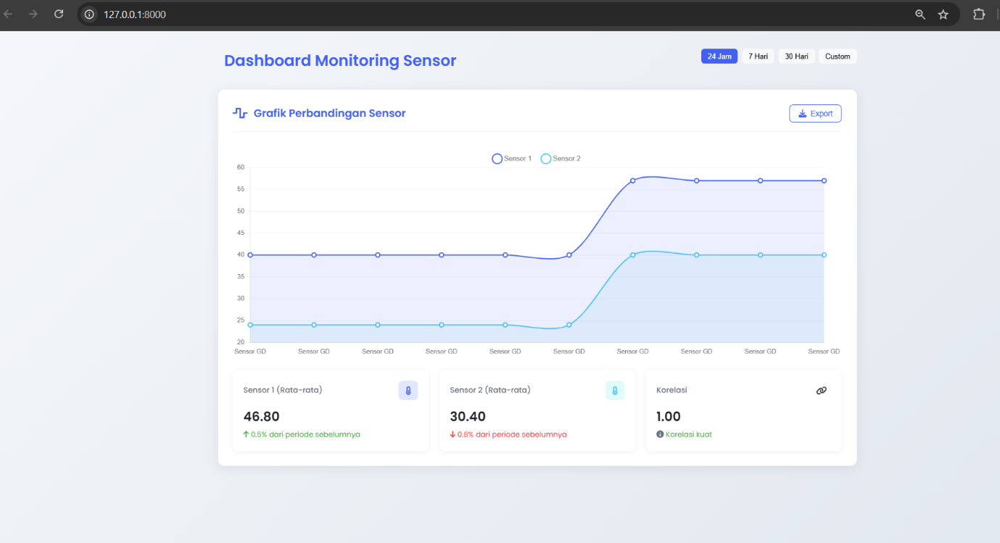 127.0.0.1:8000
Dashboard Monitoring Sensor
24 Jam 7 Hari 30 Hari Custom
Grafik Perbandingan Sensor
Export
Sensor 1 Sensor 2
60
55
50
45
40
35
30
25
20
Sensor GD Sensor GD Sensor GD Sensor GD Sensor GD Sensor GD Sensor GD Sensor GD Sensor GD Sensor GD
Sensor 1 (Rata-rata)
46.80
0.5% dari periode sebelumnya
Sensor 2 (Rata-rata)
30.40
0.8% dari periode sebelumnya
Korelasi
1.00
Korelasi kuat